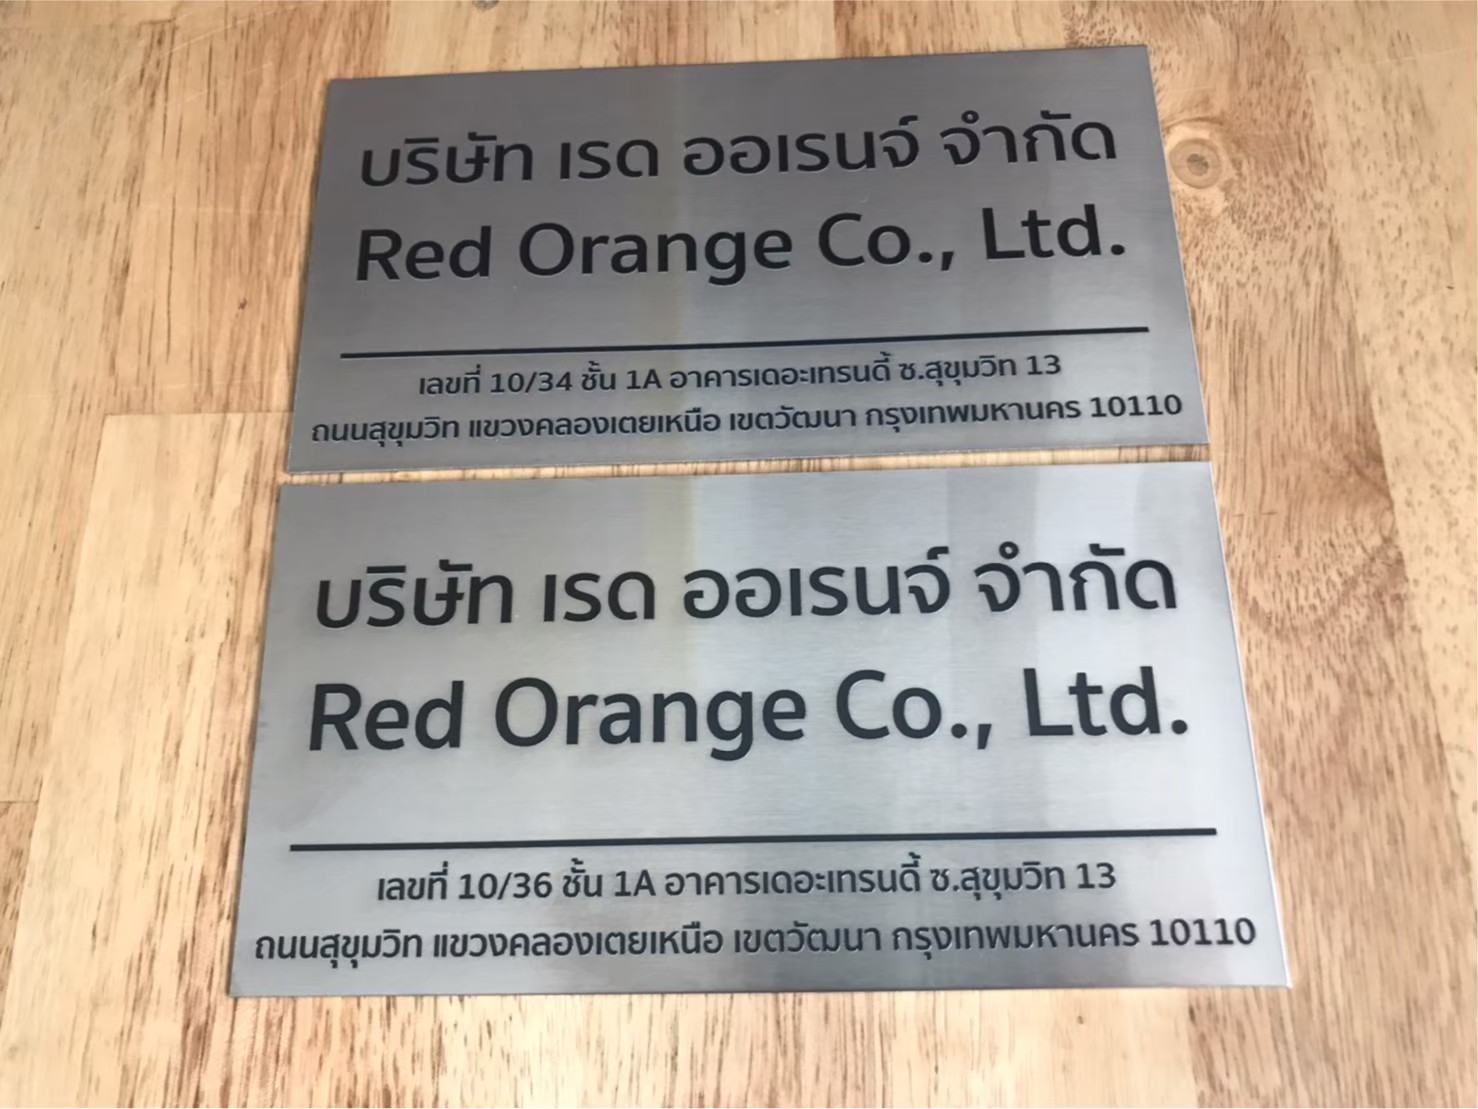 บริษัท เรด ออเรนจ์ จำกัด
Red Orange Co., Ltd.
เลขที่ 10/34 ชั้น 1A อาคารเดอะเทรนดี้ ซ.สุขุมวิท 13
ถนนสุขุมวิท แขวงคลองเตยเหนือ เขตวัฒนา กรุงเทพมหานคร 10110
บริษัท เรด ออเรนจ์ จำกัด
Red Orange Co., Ltd.
เลขที่ 10/36 ชั้น 1A อาคารเดอะเทรนดี้ ซ.สุขุมวิท 13
ถนนสุขุมวิท แขวงคลองเตยเหนือ เขตวัฒนา กรุงเทพมหานคร 10110